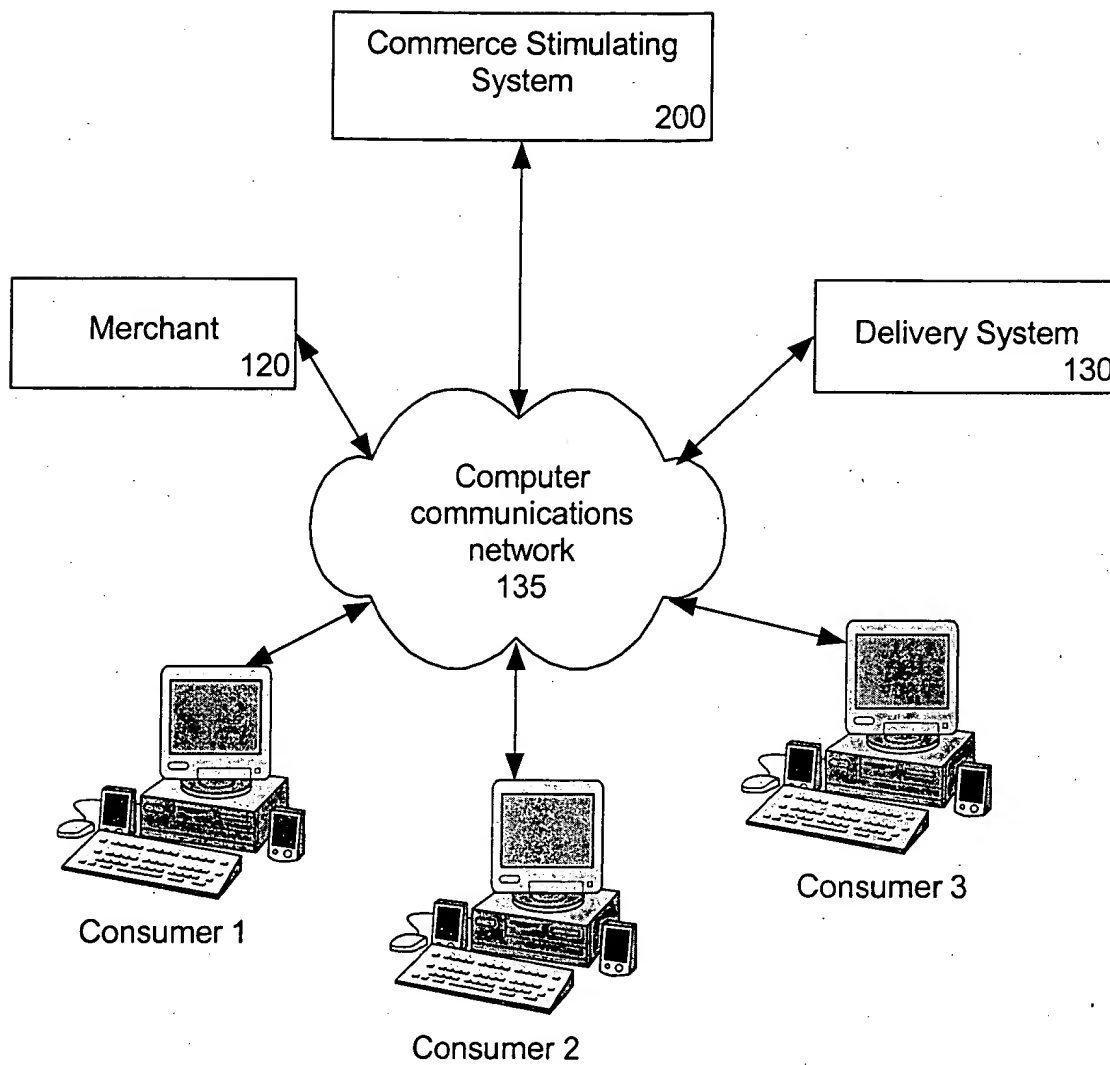 Commerce Stimulating
System
200
Merchant
120
Delivery System
130
Computer
communications
network
135
Consumer 1
Consumer 2
Consumer 3